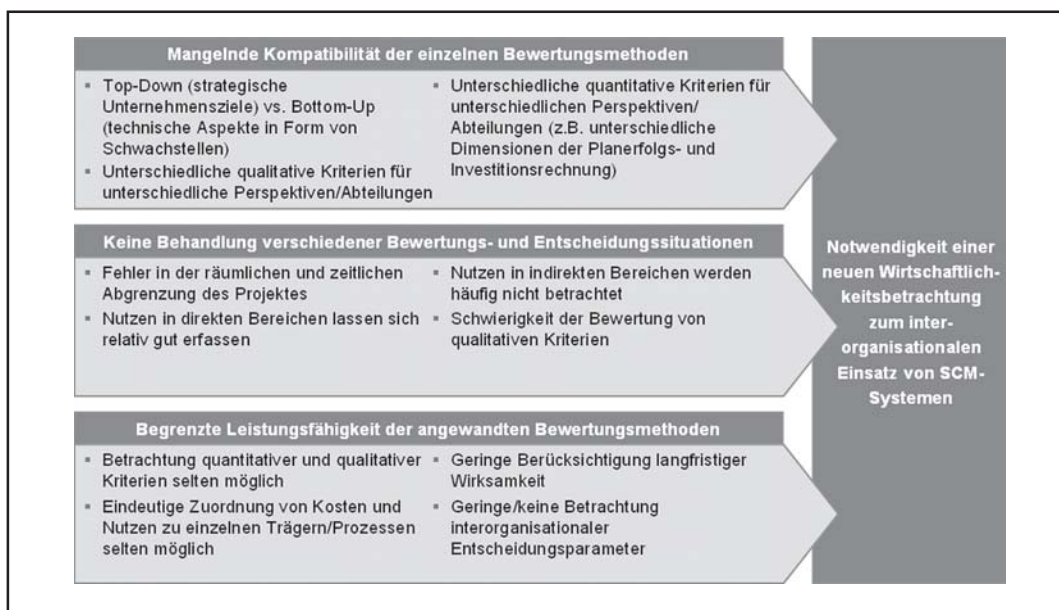 Mangelnde Kompatibilität der einzelnen Bewertungsmethoden
▪ Top-Down (strategische
Unternehmensziele) vs. Bottom-Up
(technische Aspekte in Form von
Schwachstellen)
▪ Unterschiedliche qualitative Kriterien für
unterschiedliche Perspektiven/Abteilungen
▪ Unterschiedliche quantitative Kriterien für
unterschiedlichen Perspektiven/
Abteilungen (z.B. unterschiedliche
Dimensionen der Planerfolgs- und
Investitionsrechnung)
Keine Behandlung verschiedener Bewertungs- und Entscheidungssituationen
▪ Fehler in der räumlichen und zeitlichen
Abgrenzung des Projektes
▪ Nutzen in direkten Bereichen lassen sich
relativ gut erfassen
▪ Nutzen in indirekten Bereichen werden
häufig nicht betrachtet
▪ Schwierigkeit der Bewertung von
qualitativen Kriterien
Begrenzte Leistungsfähigkeit der angewandten Bewertungsmethoden
▪ Betrachtung quantitativer und qualitativer
Kriterien selten möglich
▪ Eindeutige Zuordnung von Kosten und
Nutzen zu einzelnen Trägern/Prozessen
selten möglich
▪ Geringe Berücksichtigung langfristiger
Wirksamkeit
▪ Geringe/keine Betrachtung
interorganisationaler
Entscheidungsparameter
Notwendigkeit einer
neuen Wirtschaftlich-
keitsbetrachtung
zum inter-
organisationalen
Einsatz von SCM-
Systemen